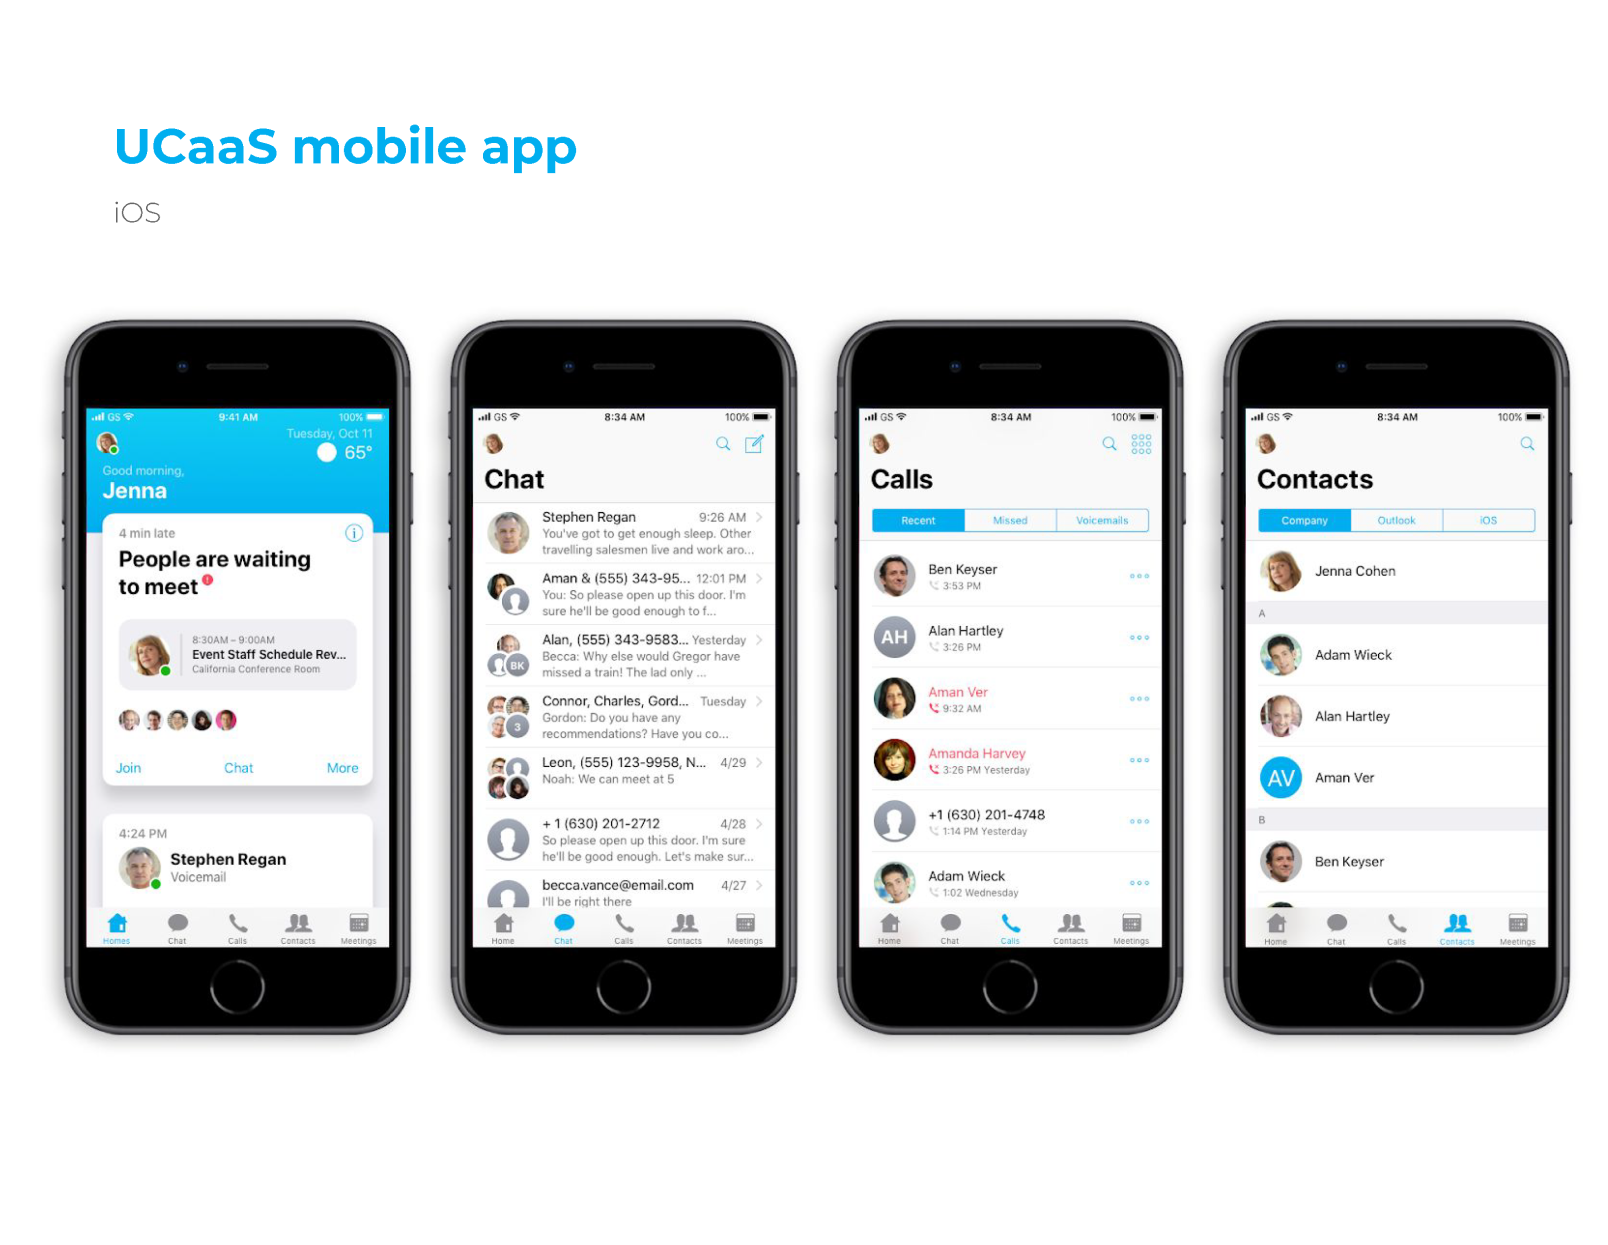 UCaaS mobile app
iOS
GS 9:41 AM 100%
Tuesday, Oct 11
65°
Good morning,
Jenna
4 min late
People are waiting
to meet
8:30AM – 9:00AM
Event Staff Schedule Rev...
California Conference Room
Join Chat More
4:24 PM
Stephen Regan
Voicemail
Homes Chat Calls Contacts Meetings
GS 8:34 AM 100%
Chat
Stephen Regan 9:26 AM
You've got to get enough sleep. Other
travelling salesmen live and work aro...
Aman & (555) 343-95... 12:01 PM
You: So please open up this door. I'm
sure he'll be good enough to f...
BK
Alan, (555) 343-9583... Yesterday
Becca: Why else would Gregor have
missed a train! The lad only ...
3
Connor, Charles, Gord... Tuesday
Gordon: Do you have any
recommendations? Have you co...
Leon, (555) 123-9958, N... 4/29
Noah: We can meet at 5
+ 1 (630) 201-2712 4/28
So please open up this door. I'm sure
he'll be good enough. Let's make sur...
becca.vance@email.com 4/27
I'll be right there
Home Chat Calls Contacts Meetings
GS 8:34 AM 100%
Calls
Recent Missed Voicemails
Ben Keyser
3:53 PM
AH
Alan Hartley
3:26 PM
Aman Ver
9:32 AM
Amanda Harvey
3:26 PM Yesterday
+1 (630) 201-4748
1:14 PM Yesterday
Adam Wieck
1:02 Wednesday
Home Chat Calls Contacts Meetings
GS 8:34 AM 100%
Contacts
Company Outlook iOS
Jenna Cohen
A
Adam Wieck
Alan Hartley
AV
Aman Ver
B
Ben Keyser
Home Chat Calls Contacts Meetings